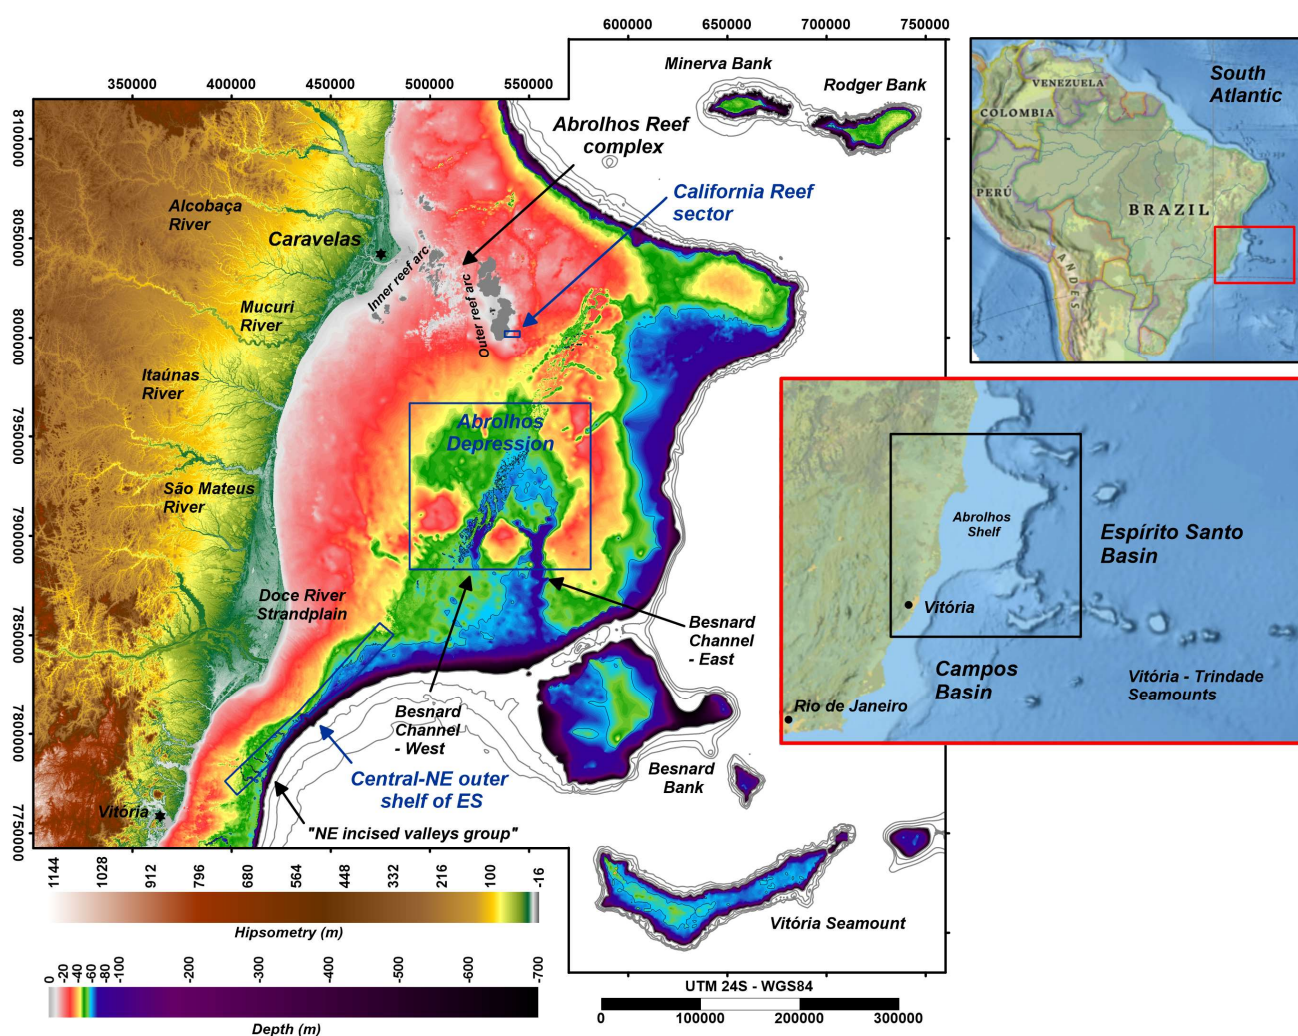 600000
650000
700000
750000
350000
400000
450000
500000
550000
8100000
8050000
8000000
7950000
7900000
7850000
7800000
7750000
Minerva Bank
Rodger Bank
Abrolhos Reef
complex
California Reef
sector
Alcobaça
River
Caravelas
Inner reef arc
Outer reef arc
Mucuri
River
Itaúnas
River
Abrolhos
Depression
São Mateus
River
Doce River
Strandplain
Besnard
Channel
- East
Besnard
Channel
- West
Besnard
Bank
Central-NE outer
shelf of ES
Vitória
"NE incised valleys group"
Vitória Seamount
1144
1028
912
796
680
564
448
332
216
100
-16
Hipsometry (m)
0
-20
-40
-60
-80
-100
-200
-300
-400
-500
-600
-700
Depth (m)
UTM 24S - WGS84
0
100000
200000
300000
South
Atlantic
VENEZUELA
COLOMBIA
PERÚ
BRAZIL
ANDES
Abrolhos
Shelf
Espírito Santo
Basin
Vitória
Campos
Basin
Vitória - Trindade
Seamounts
Rio de Janeiro